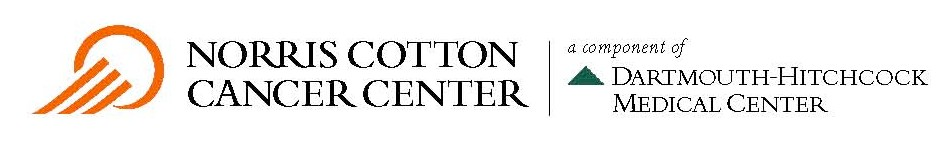 NORRIS COTTON
CANCER CENTER
a component of
DARTMOUTH-HITCHCOCK
MEDICAL CENTER